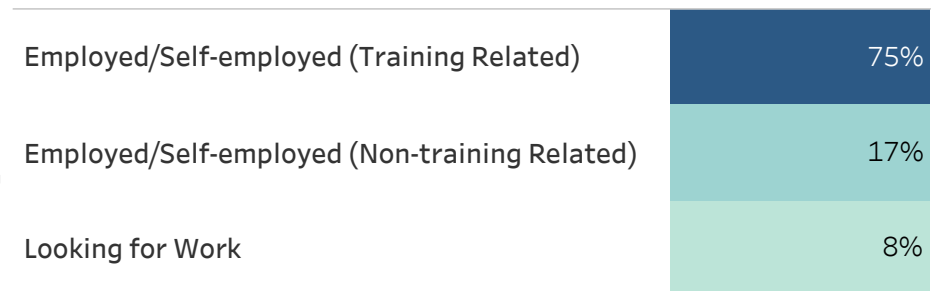 Employed/Self-employed (Training Related) 75%
Employed/Self-employed (Non-training Related) 17%
Looking for Work 8%